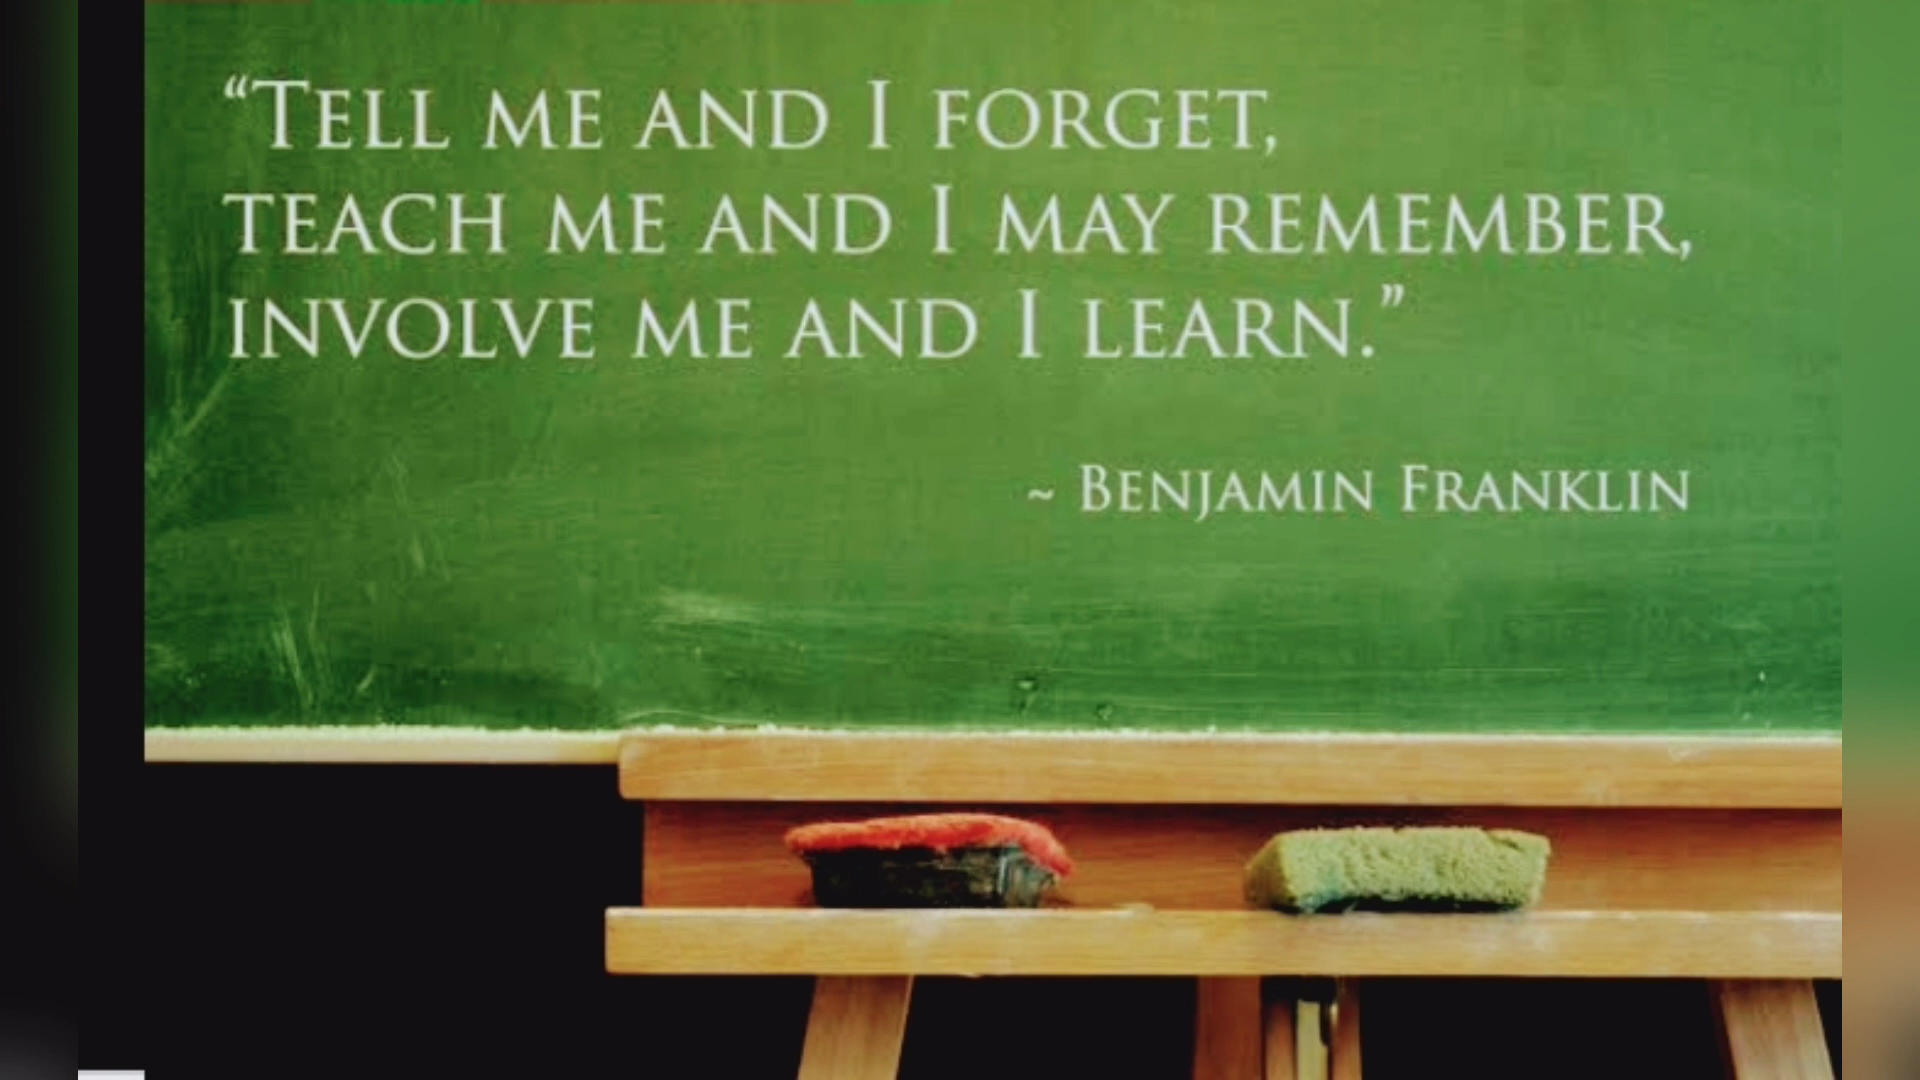 “Tell me and I forget,
teach me and I may remember,
involve me and I learn.”
~ Benjamin Franklin